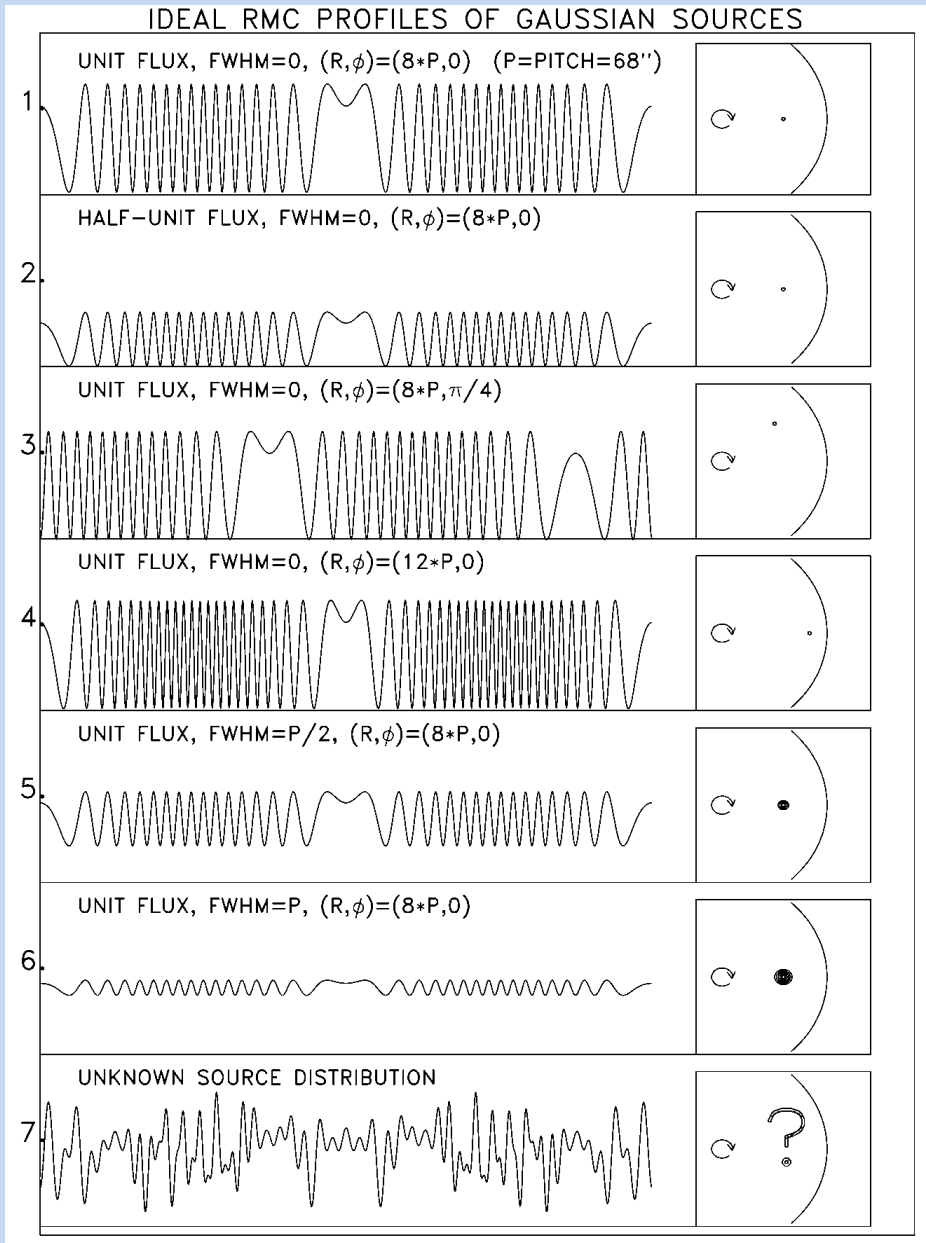 IDEAL RMC PROFILES OF GAUSSIAN SOURCES
UNIT FLUX, FWHM=0, (R,φ)=(8*P,0) (P=PITCH=68'')
1.
HALF-UNIT FLUX, FWHM=0, (R,φ)=(8*P,0)
2.
UNIT FLUX, FWHM=0, (R,φ)=(8*P,π/4)
3.
UNIT FLUX, FWHM=0, (R,φ)=(12*P,0)
4.
UNIT FLUX, FWHM=P/2, (R,φ)=(8*P,0)
5.
UNIT FLUX, FWHM=P, (R,φ)=(8*P,0)
6.
UNKNOWN SOURCE DISTRIBUTION
7.
?